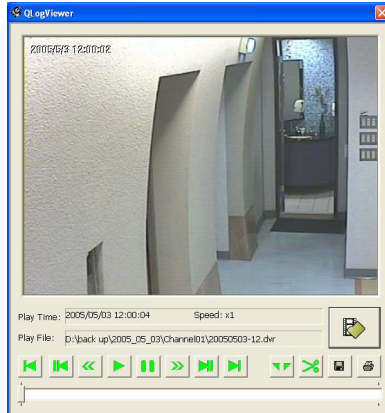 QLogViewer
2005/5/3 12:00:02
Play Time: 2005/05/03 12:00:04 Speed: x1
Play File: D:\back up\2005_05_03\Channel01\20050503-12.dvr